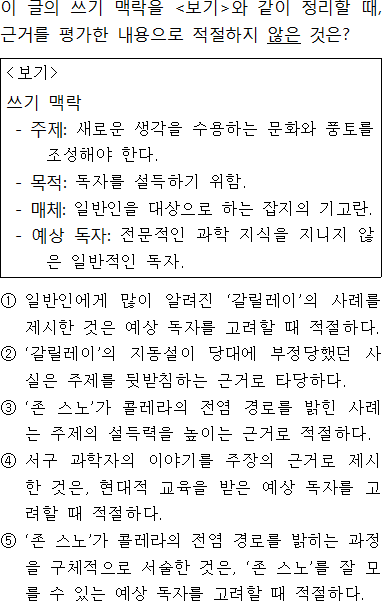 이 글의 쓰기 맥락을 <보기>와 같이 정리할 때,
근거를 평가한 내용으로 적절하지 않은 것은?
<보기>
쓰기 맥락
- 주제: 새로운 생각을 수용하는 문화와 풍토를
조성해야 한다.
- 목적: 독자를 설득하기 위함.
- 매체: 일반인을 대상으로 하는 잡지의 기고란.
- 예상 독자: 전문적인 과학 지식을 지니지 않
은 일반적인 독자.
① 일반인에게 많이 알려진 ‘갈릴레이’의 사례를
제시한 것은 예상 독자를 고려할 때 적절하다.
② ‘갈릴레이’의 지동설이 당대에 부정당했던 사
실은 주제를 뒷받침하는 근거로 타당하다.
③ ‘존 스노’가 콜레라의 전염 경로를 밝힌 사례
는 주제의 설득력을 높이는 근거로 적절하다.
④ 서구 과학자의 이야기를 주장의 근거로 제시
한 것은, 현대적 교육을 받은 예상 독자를 고
려할 때 적절하다.
⑤ ‘존 스노’가 콜레라의 전염 경로를 밝히는 과정
을 구체적으로 서술한 것은, ‘존 스노’를 잘 모
를 수 있는 예상 독자를 고려할 때 적절하다.